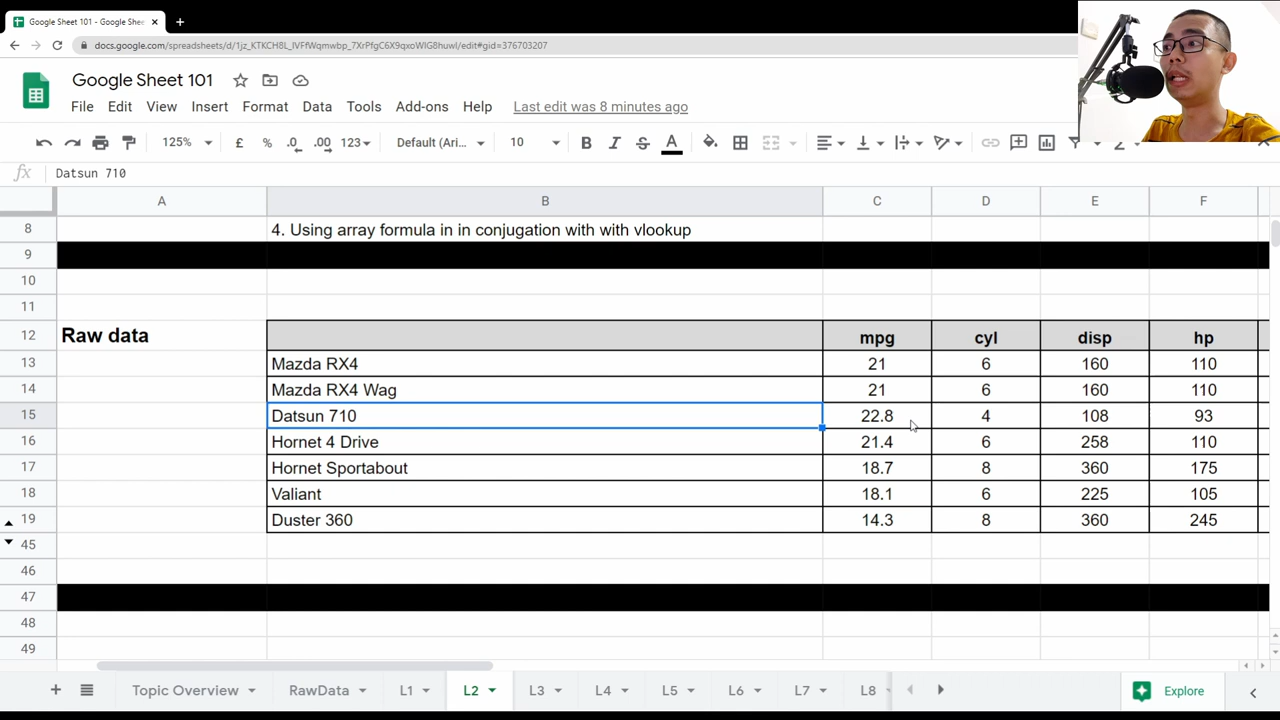 Google Sheet 101 - Google Shee
docs.google.com/spreadsheets/d/1jz_KTKCH8L_IVFfWqmwbp_7XrPfgC6X9qxoWIG8huwI/edit#gid=376703207
Google Sheet 101
File Edit View Insert Format Data Tools Add-ons Help Last edit was 8 minutes ago
125% £ % .0 .00 123 Default (Ari... 10 B I S A
fx Datsun 710
A B C D E F
8 4. Using array formula in in conjugation with with vlookup
9
10
11
12 Raw data mpg cyl disp hp
13 Mazda RX4 21 6 160 110
14 Mazda RX4 Wag 21 6 160 110
15 Datsun 710 22.8 4 108 93
16 Hornet 4 Drive 21.4 6 258 110
17 Hornet Sportabout 18.7 8 360 175
18 Valiant 18.1 6 225 105
19 Duster 360 14.3 8 360 245
45
46
47
48
49
Topic Overview RawData L1 L2 L3 L4 L5 L6 L7 L8 Explore